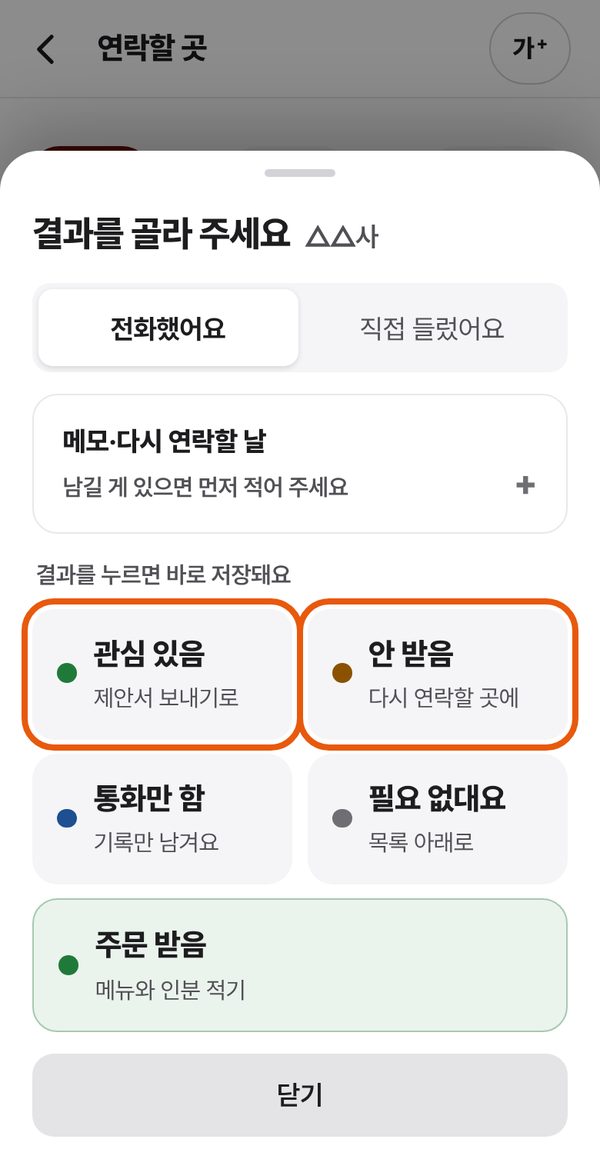 연락할 곳
가+
결과를 골라 주세요 △△사
전화했어요
직접 들렀어요
메모·다시 연락할 날
남길 게 있으면 먼저 적어 주세요
+
결과를 누르면 바로 저장돼요
관심 있음
제안서 보내기로
안 받음
다시 연락할 곳에
통화만 함
기록만 남겨요
필요 없대요
목록 아래로
주문 받음
메뉴와 인분 적기
닫기